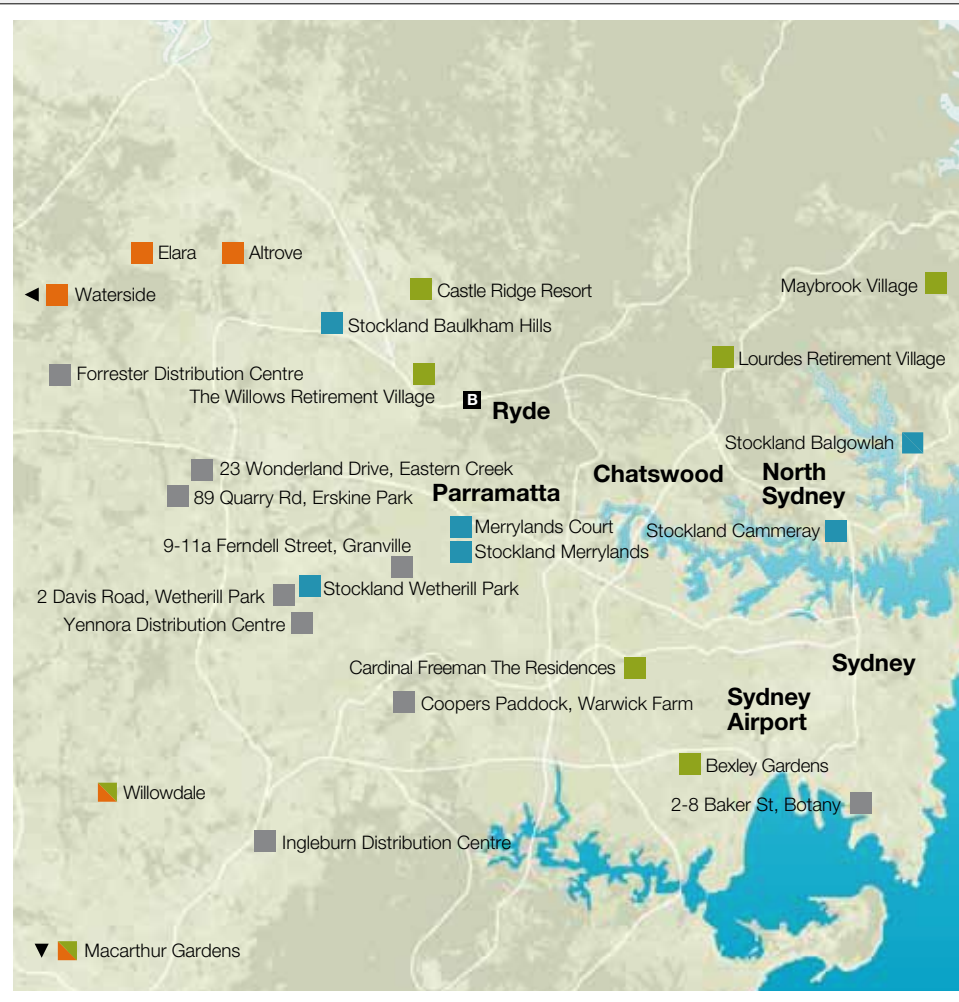 Elara
Altrove
Waterside
Castle Ridge Resort
Maybrook Village
Stockland Baulkham Hills
Lourdes Retirement Village
Forrester Distribution Centre
The Willows Retirement Village
B
Ryde
Stockland Balgowlah
23 Wonderland Drive, Eastern Creek
Chatswood
North
Sydney
89 Quarry Rd, Erskine Park
Parramatta
Merrylands Court
Stockland Cammeray
9-11a Ferndell Street, Granville
Stockland Merrylands
Stockland Wetherill Park
2 Davis Road, Wetherill Park
Yennora Distribution Centre
Cardinal Freeman The Residences
Sydney
Coopers Paddock, Warwick Farm
Sydney
Airport
Bexley Gardens
Willowdale
2-8 Baker St, Botany
Ingleburn Distribution Centre
Macarthur Gardens